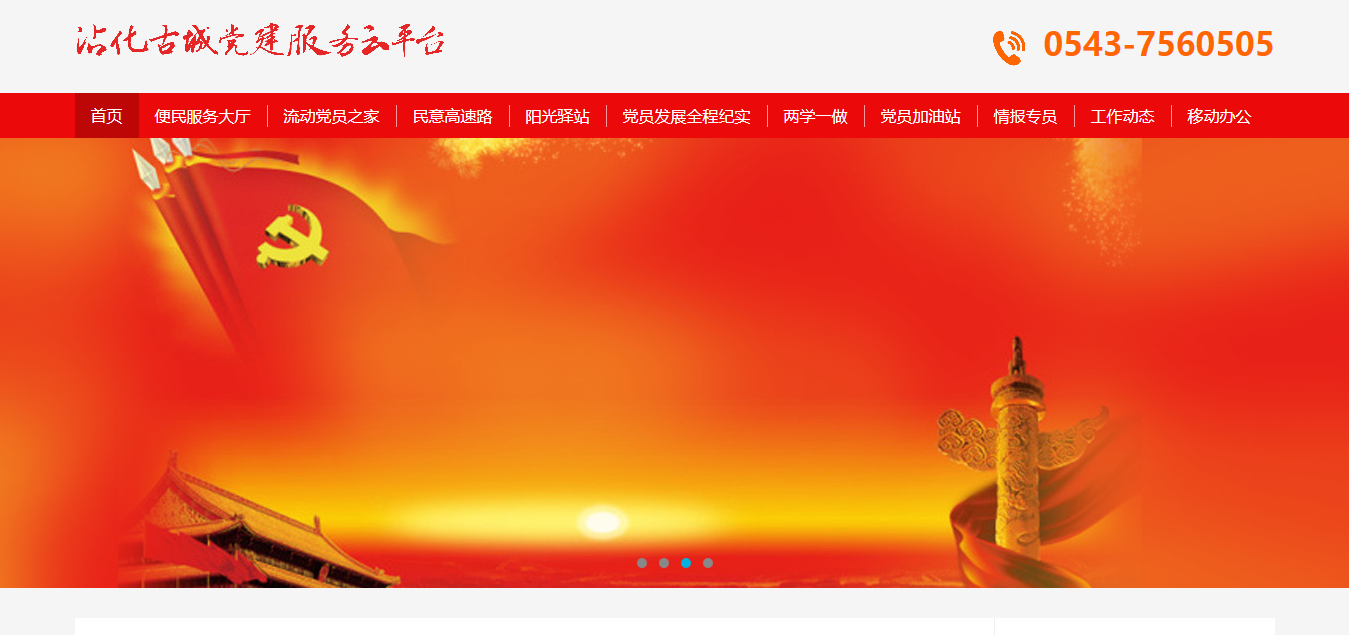 沾化古城党建服务云平台
0543-7560505
首页 便民服务大厅 流动党员之家 民意高速路 阳光驿站 党员发展全程纪实 两学一做 党员加油站 情报专员 工作动态 移动办公